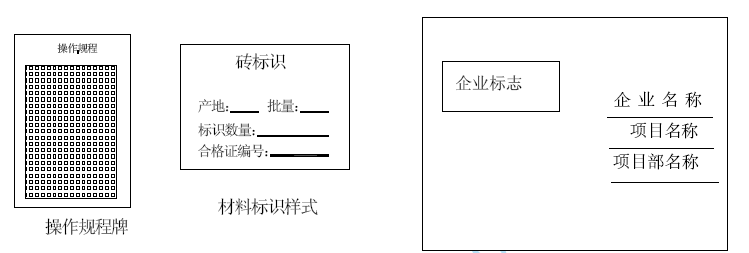 操作规程
操作规程牌
砖标识
产地: 批量:
标识数量:
合格证编号:
材料标识样式
企业标志
企业名称
项目名称
项目部名称